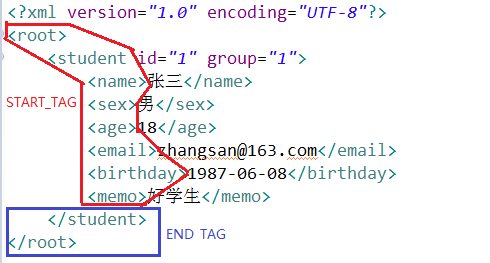 <?xml version="1.0" encoding="UTF-8"?>
<root>
<student id="1" group="1">
<name>张三</name>
START_TAG <sex>男</sex>
<age>18</age>
<email>zhangsan@163.com</email>
<birthday>1987-06-08</birthday>
<memo>好学生</memo>
</student>
</root> END TAG